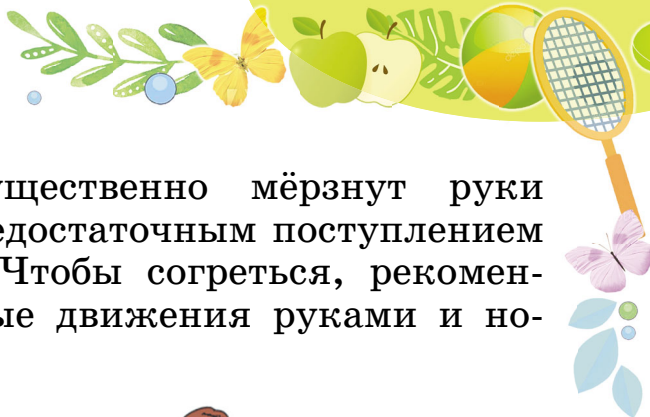 ущественно мёрзнут руки
едостаточным поступлением
Чтобы согреться, рекомен-
ые движения руками и но-